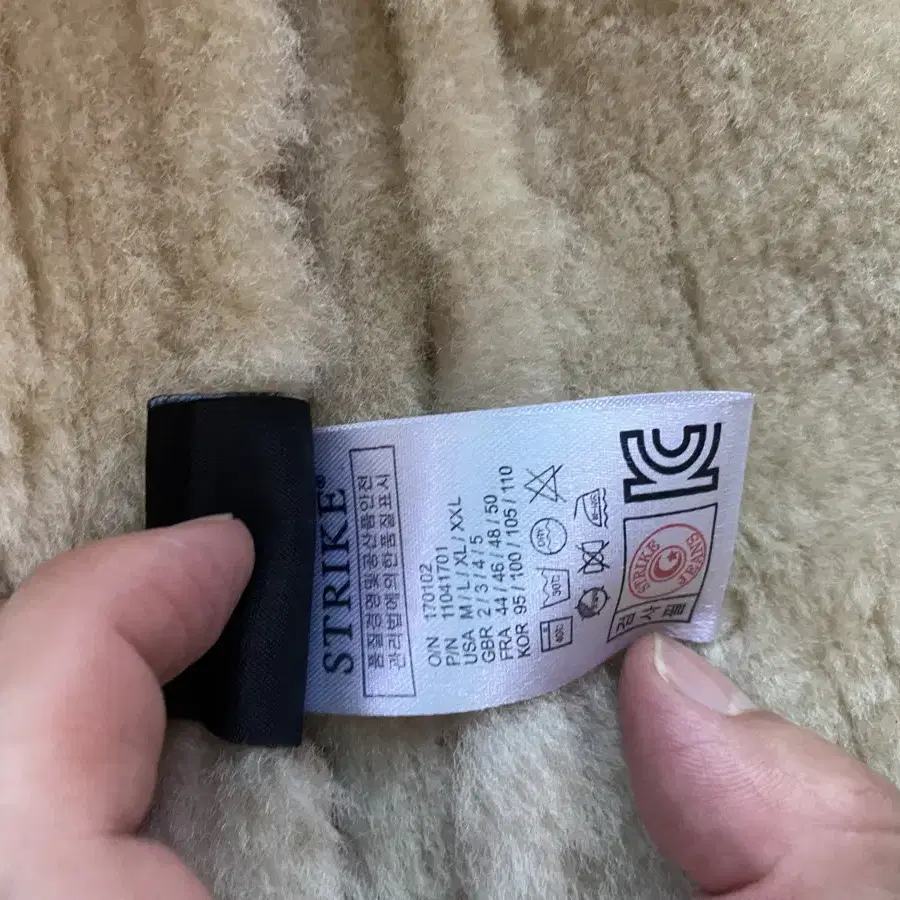 STRIKE®
품질경영및공산품안전
관리법에의한품질표시
O/N 170102
P/N 11041701
USA M / L / XL / XXL
GBR 2 / 3 / 4 / 5
FRA 44 / 46 / 48 / 50
KOR 95 / 100 / 105 / 110
30℃
DRY
STRIKE
JEANE
검사필